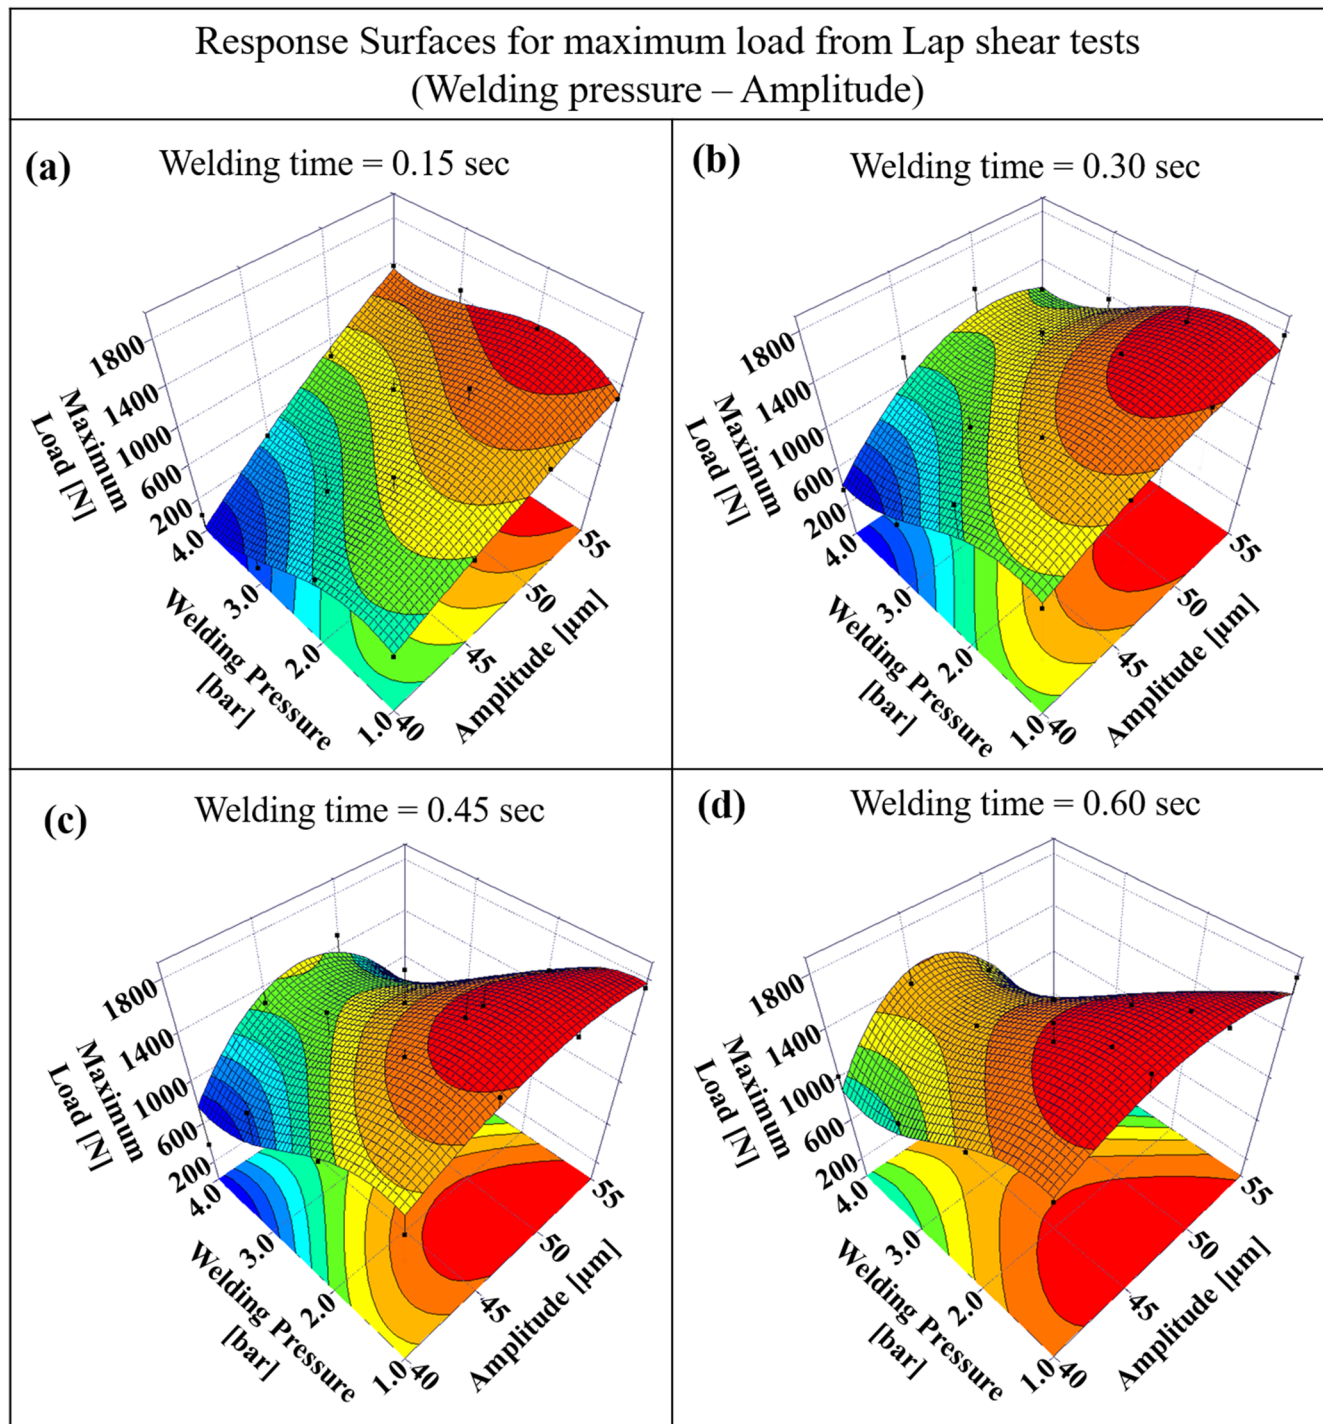 Response Surfaces for maximum load from Lap shear tests
(Welding pressure – Amplitude)
(a)
Welding time = 0.15 sec
1800
1400
1000
600
200
Maximum
Load [N]
4.0
3.0
2.0
1.0
Welding Pressure
[bar]
40
45
50
55
Amplitude [μm]
(b)
Welding time = 0.30 sec
1800
1400
1000
600
200
Maximum
Load [N]
4.0
3.0
2.0
1.0
Welding Pressure
[bar]
40
45
50
55
Amplitude [μm]
(c)
Welding time = 0.45 sec
1800
1400
1000
600
200
Maximum
Load [N]
4.0
3.0
2.0
1.0
Welding Pressure
[bar]
40
45
50
55
Amplitude [μm]
(d)
Welding time = 0.60 sec
1800
1400
1000
600
200
Maximum
Load [N]
4.0
3.0
2.0
1.0
Welding Pressure
[bar]
40
45
50
55
Amplitude [μm]